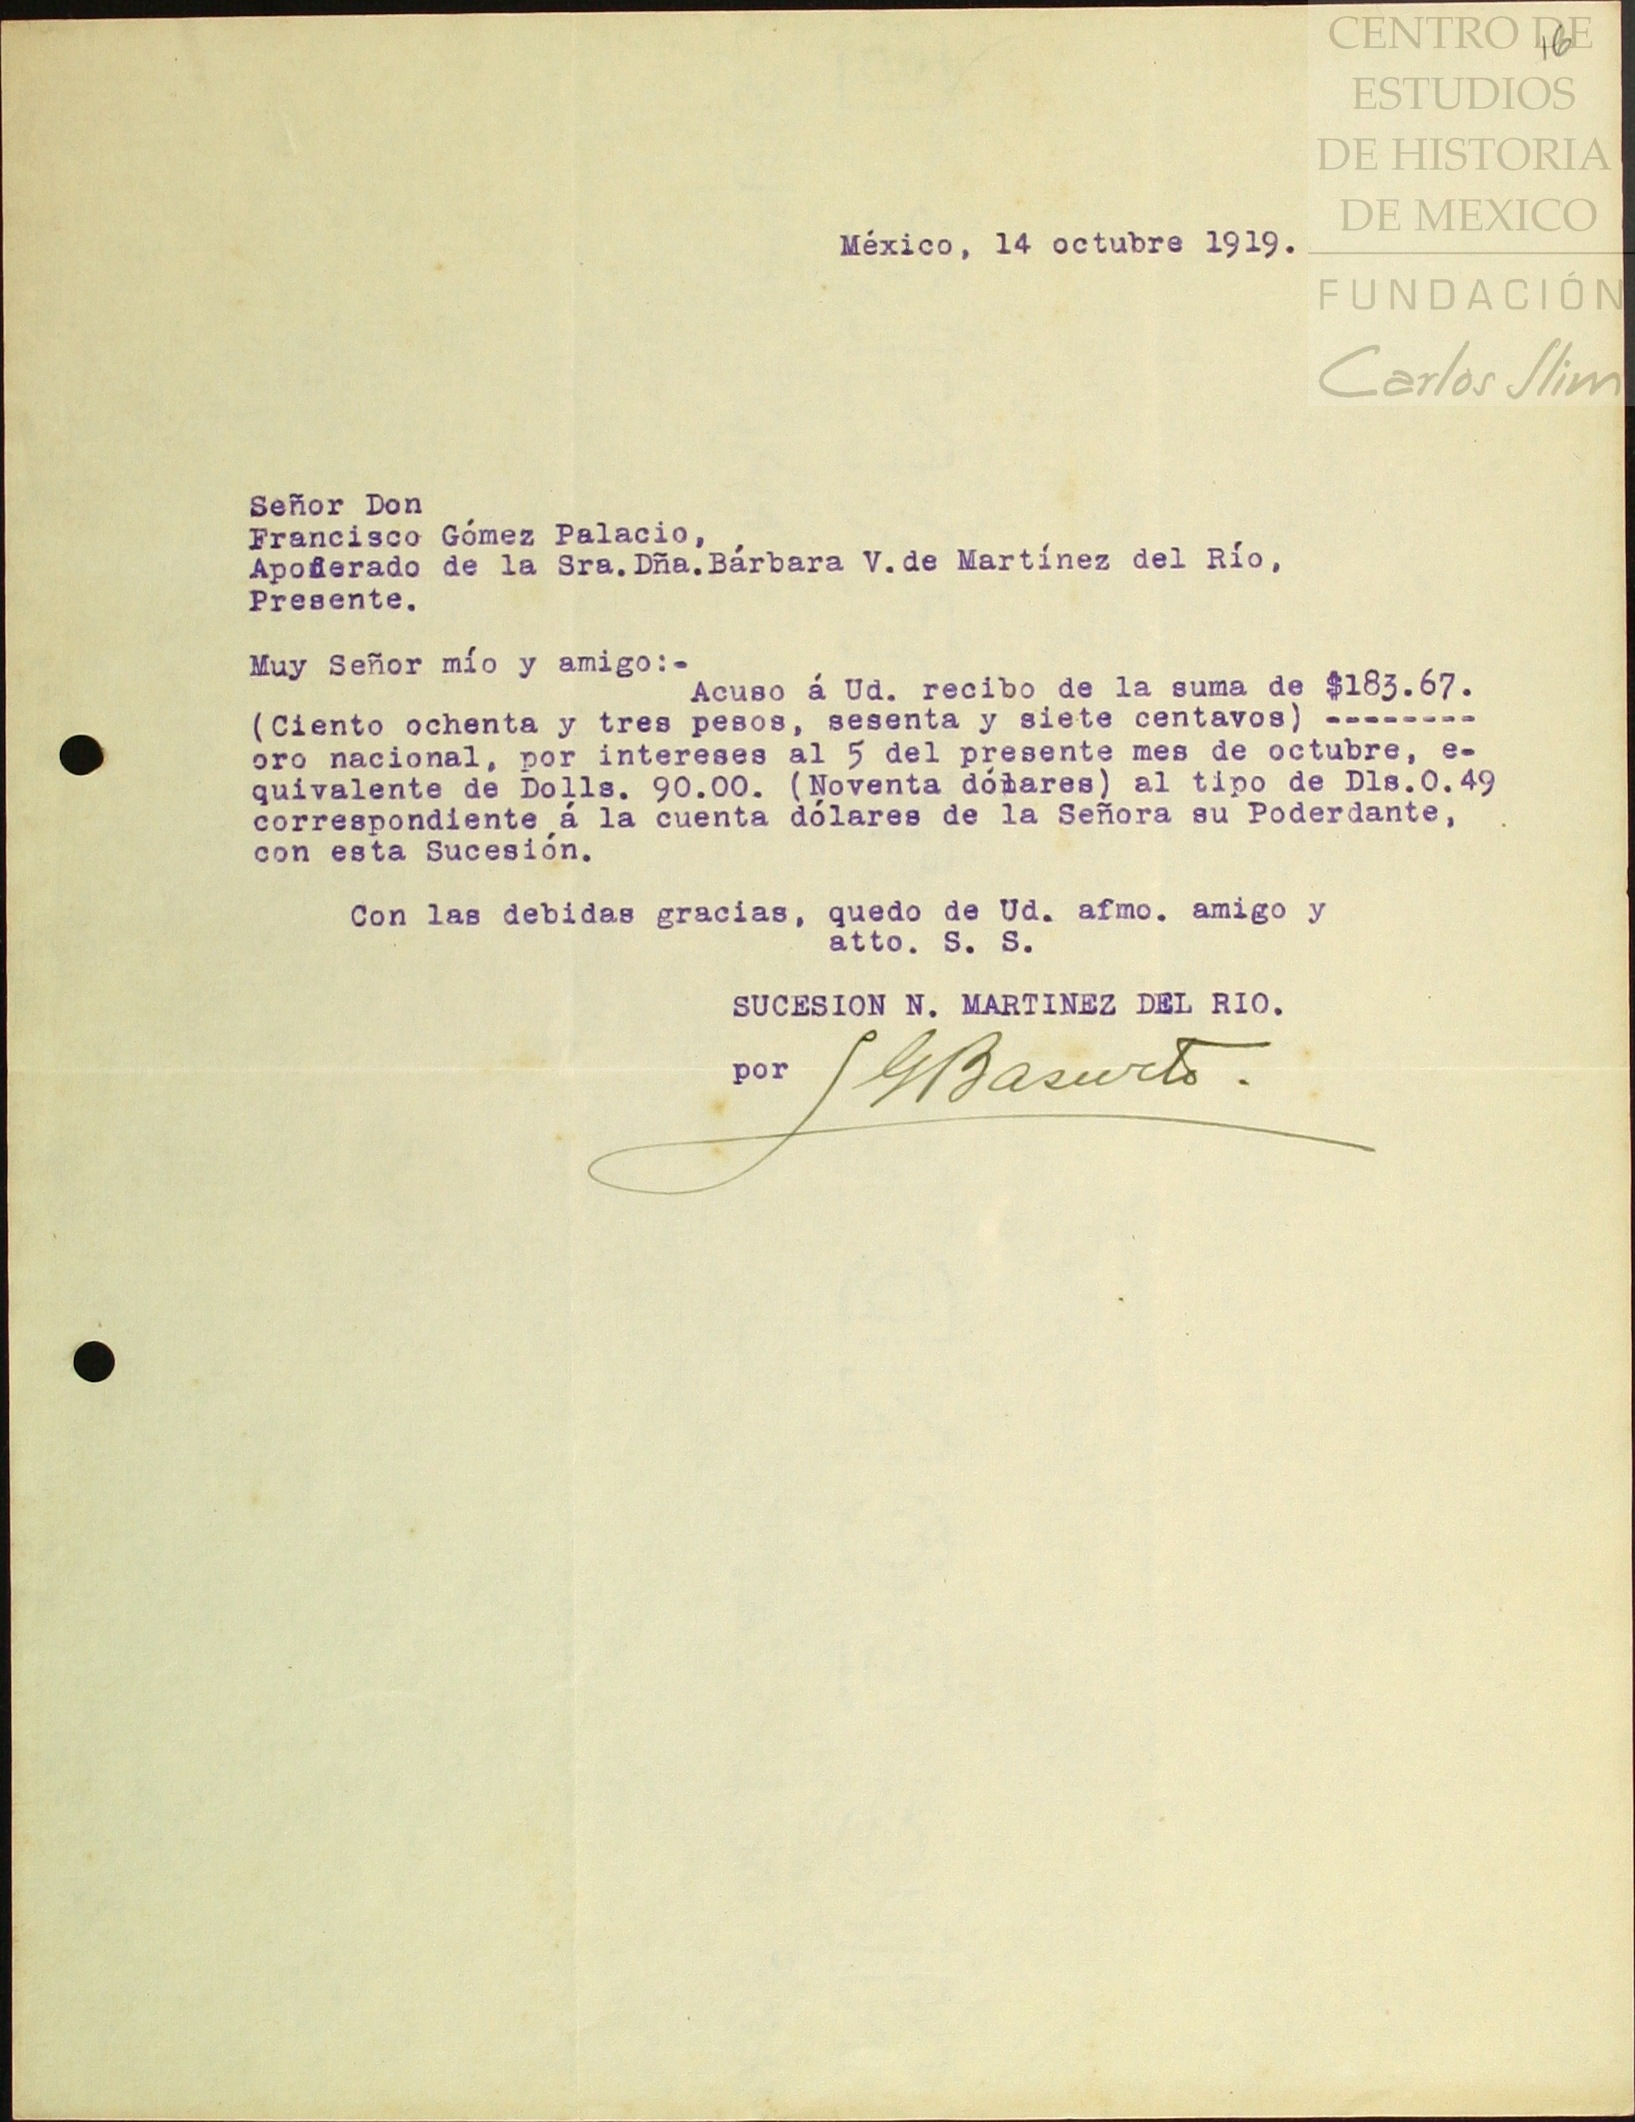 16
CENTRO DE
ESTUDIOS
DE HISTORIA
DE MEXICO
FUNDACIÓN
Carlos Slim
México, 14 octubre 1919.
Señor Don
Francisco Gómez Palacio,
Apoderado de la Sra.Dña.Bárbara V.de Martínez del Río,
Presente.
Muy Señor mío y amigo:-
Acuso á Ud. recibo de la suma de $183.67.
(Ciento ochenta y tres pesos, sesenta y siete centavos) --------
oro nacional, por intereses al 5 del presente mes de octubre, e-
quivalente de Dolls. 90.00. (Noventa dólares) al tipo de Dls.0.49
correspondiente á la cuenta dólares de la Señora su Poderdante,
con esta Sucesión.
Con las debidas gracias, quedo de Ud. afmo. amigo y
atto. S. S.
SUCESION N. MARTINEZ DEL RIO.
por J G Basurto.